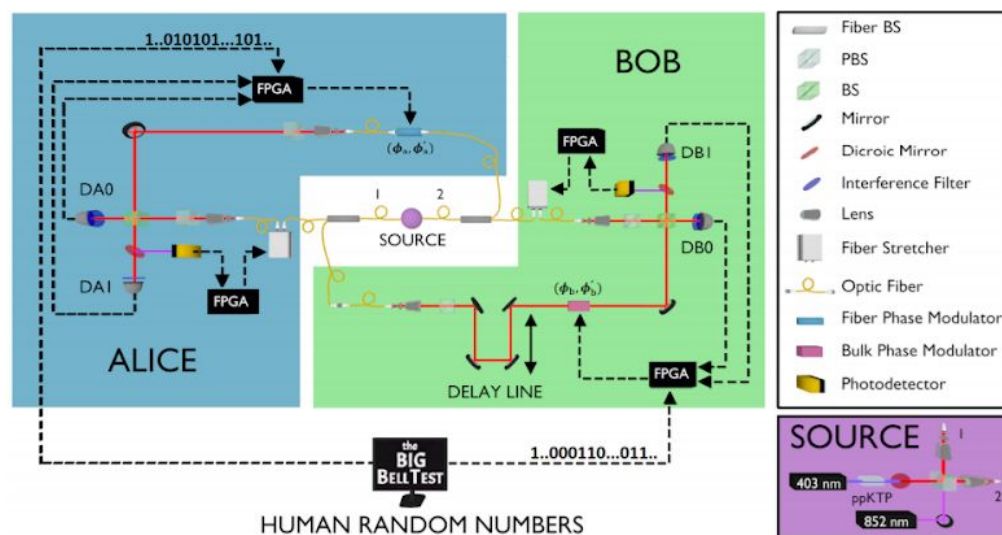 1..010101...101..
FPGA
(ϕa, ϕ'a)
DA0
DA1
FPGA
ALICE
1
2
SOURCE
BOB
FPGA
DB1
DB0
(ϕb, ϕ'b)
DELAY LINE
FPGA
the
BIG
BELLTEST
1..000110...011..
HUMAN RANDOM NUMBERS
Fiber BS
PBS
BS
Mirror
Dicroic Mirror
Interference Filter
Lens
Fiber Stretcher
Optic Fiber
Fiber Phase Modulator
Bulk Phase Modulator
Photodetector
SOURCE
1
403 nm
ppKTP
2
852 nm